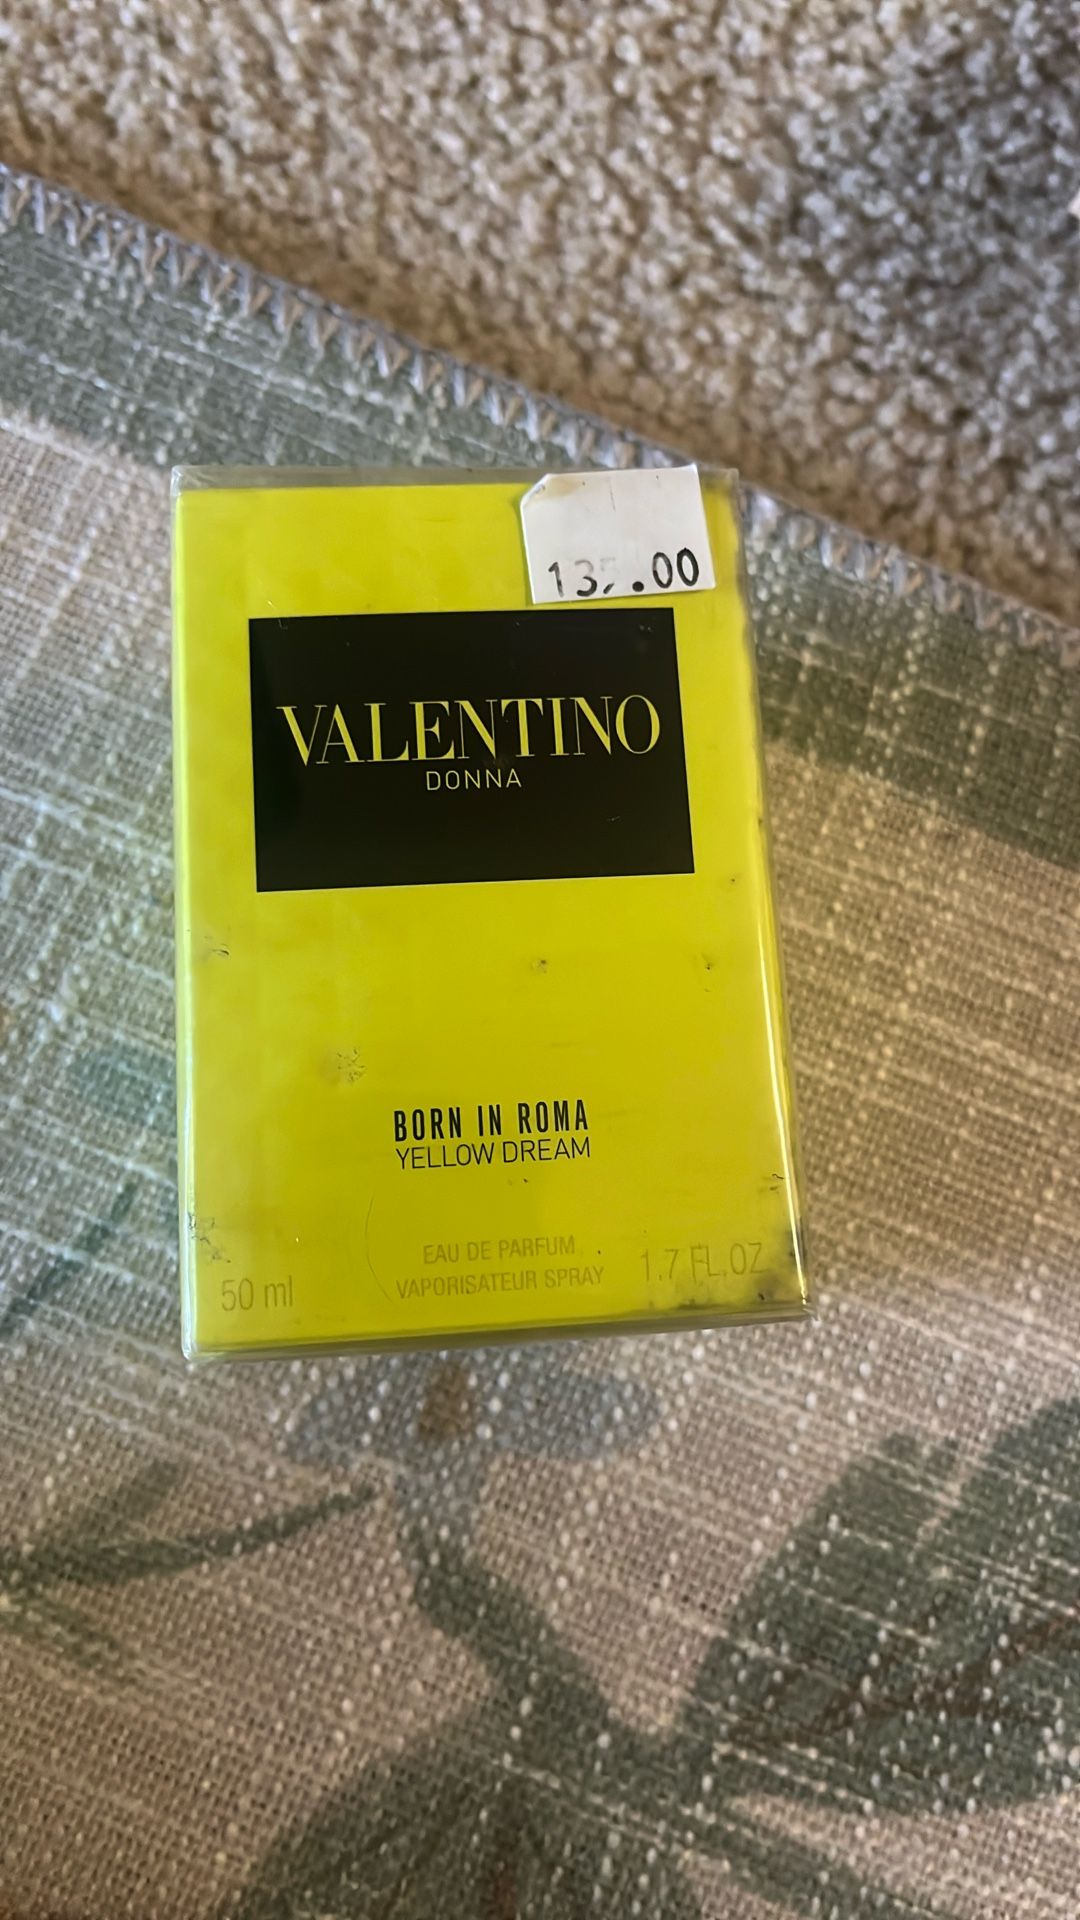 VALENTINO
DONNA
BORN IN ROMA
YELLOW DREAM
EAU DE PARFUM
VAPORISATEUR SPRAY
50 ml
1.7 FL.OZ